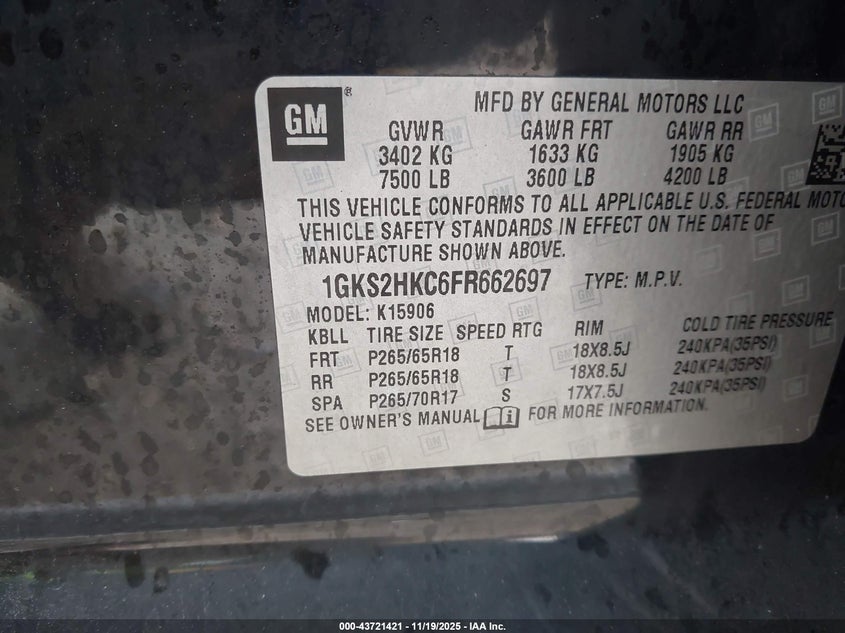 GM ®
MFD BY GENERAL MOTORS LLC
GVWR GAWR FRT GAWR RR
3402 KG 1633 KG 1905 KG
7500 LB 3600 LB 4200 LB
THIS VEHICLE CONFORMS TO ALL APPLICABLE U.S. FEDERAL MOTO
VEHICLE SAFETY STANDARDS IN EFFECT ON THE DATE OF
MANUFACTURE SHOWN ABOVE.
1GKS2HKC6FR662697 TYPE: M.P.V.
MODEL: K15906
KBLL TIRE SIZE SPEED RTG RIM COLD TIRE PRESSURE
FRT P265/65R18 T 18X8.5J 240KPA(35PSI)
RR P265/65R18 T 18X8.5J 240KPA(35PSI)
SPA P265/70R17 S 17X7.5J 240KPA(35PSI)
SEE OWNER'S MANUAL i FOR MORE INFORMATION.
000-43721421 - 11/19/2025 - IAA Inc.